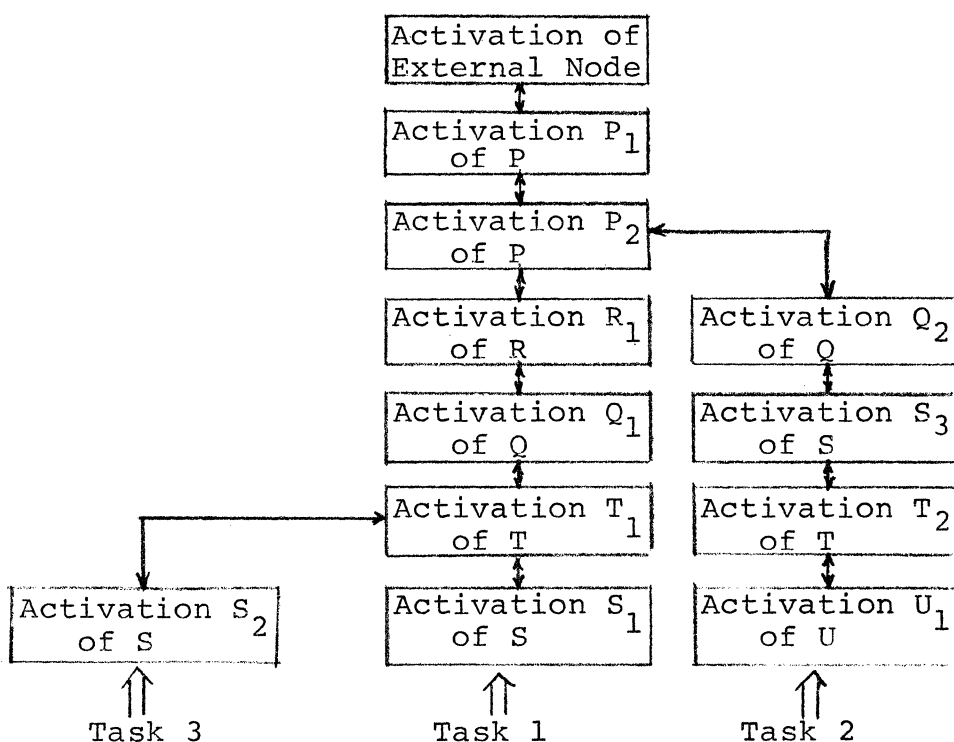 Activation of
External Node
Activation P1
of P
Activation P2
of P
Activation R1
of R
Activation Q2
of Q
Activation Q1
of Q
Activation S3
of S
Activation T1
of T
Activation T2
of T
Activation S2
of S
Activation S1
of S
Activation U1
of U
Task 3
Task 1
Task 2